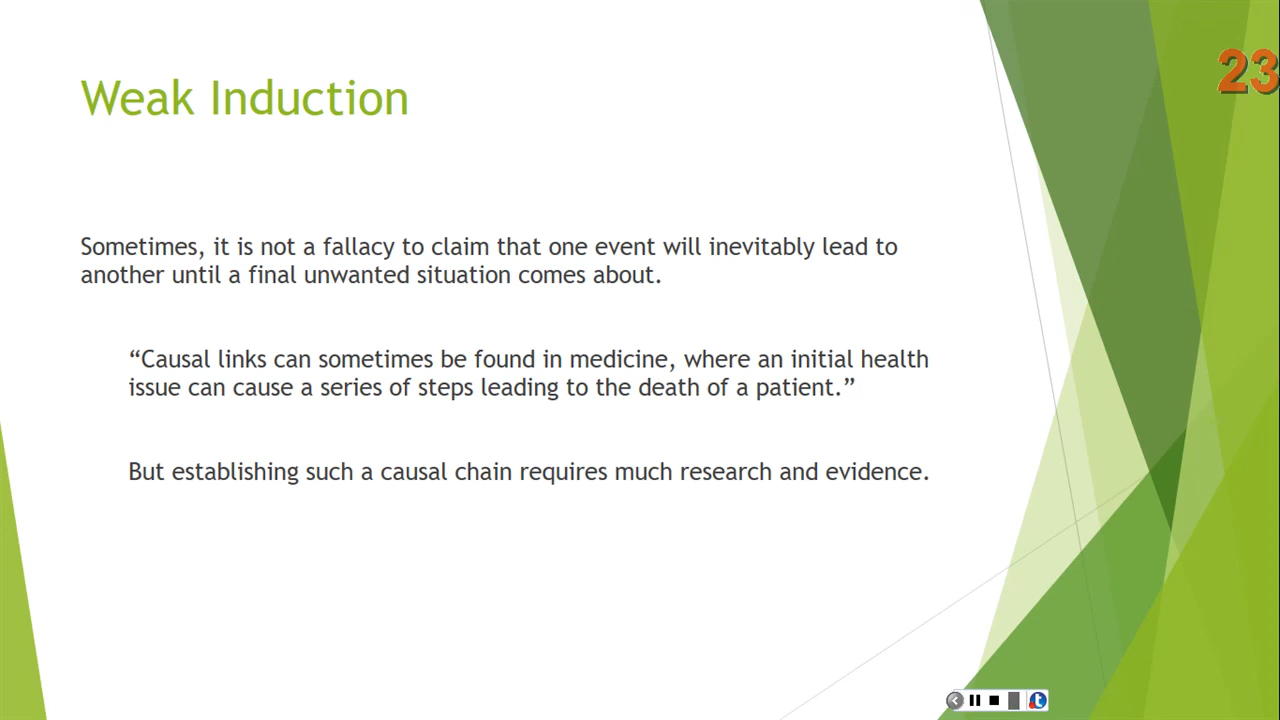 Weak Induction
23
Sometimes, it is not a fallacy to claim that one event will inevitably lead to
another until a final unwanted situation comes about.
“Causal links can sometimes be found in medicine, where an initial health
issue can cause a series of steps leading to the death of a patient.”
But establishing such a causal chain requires much research and evidence.
t